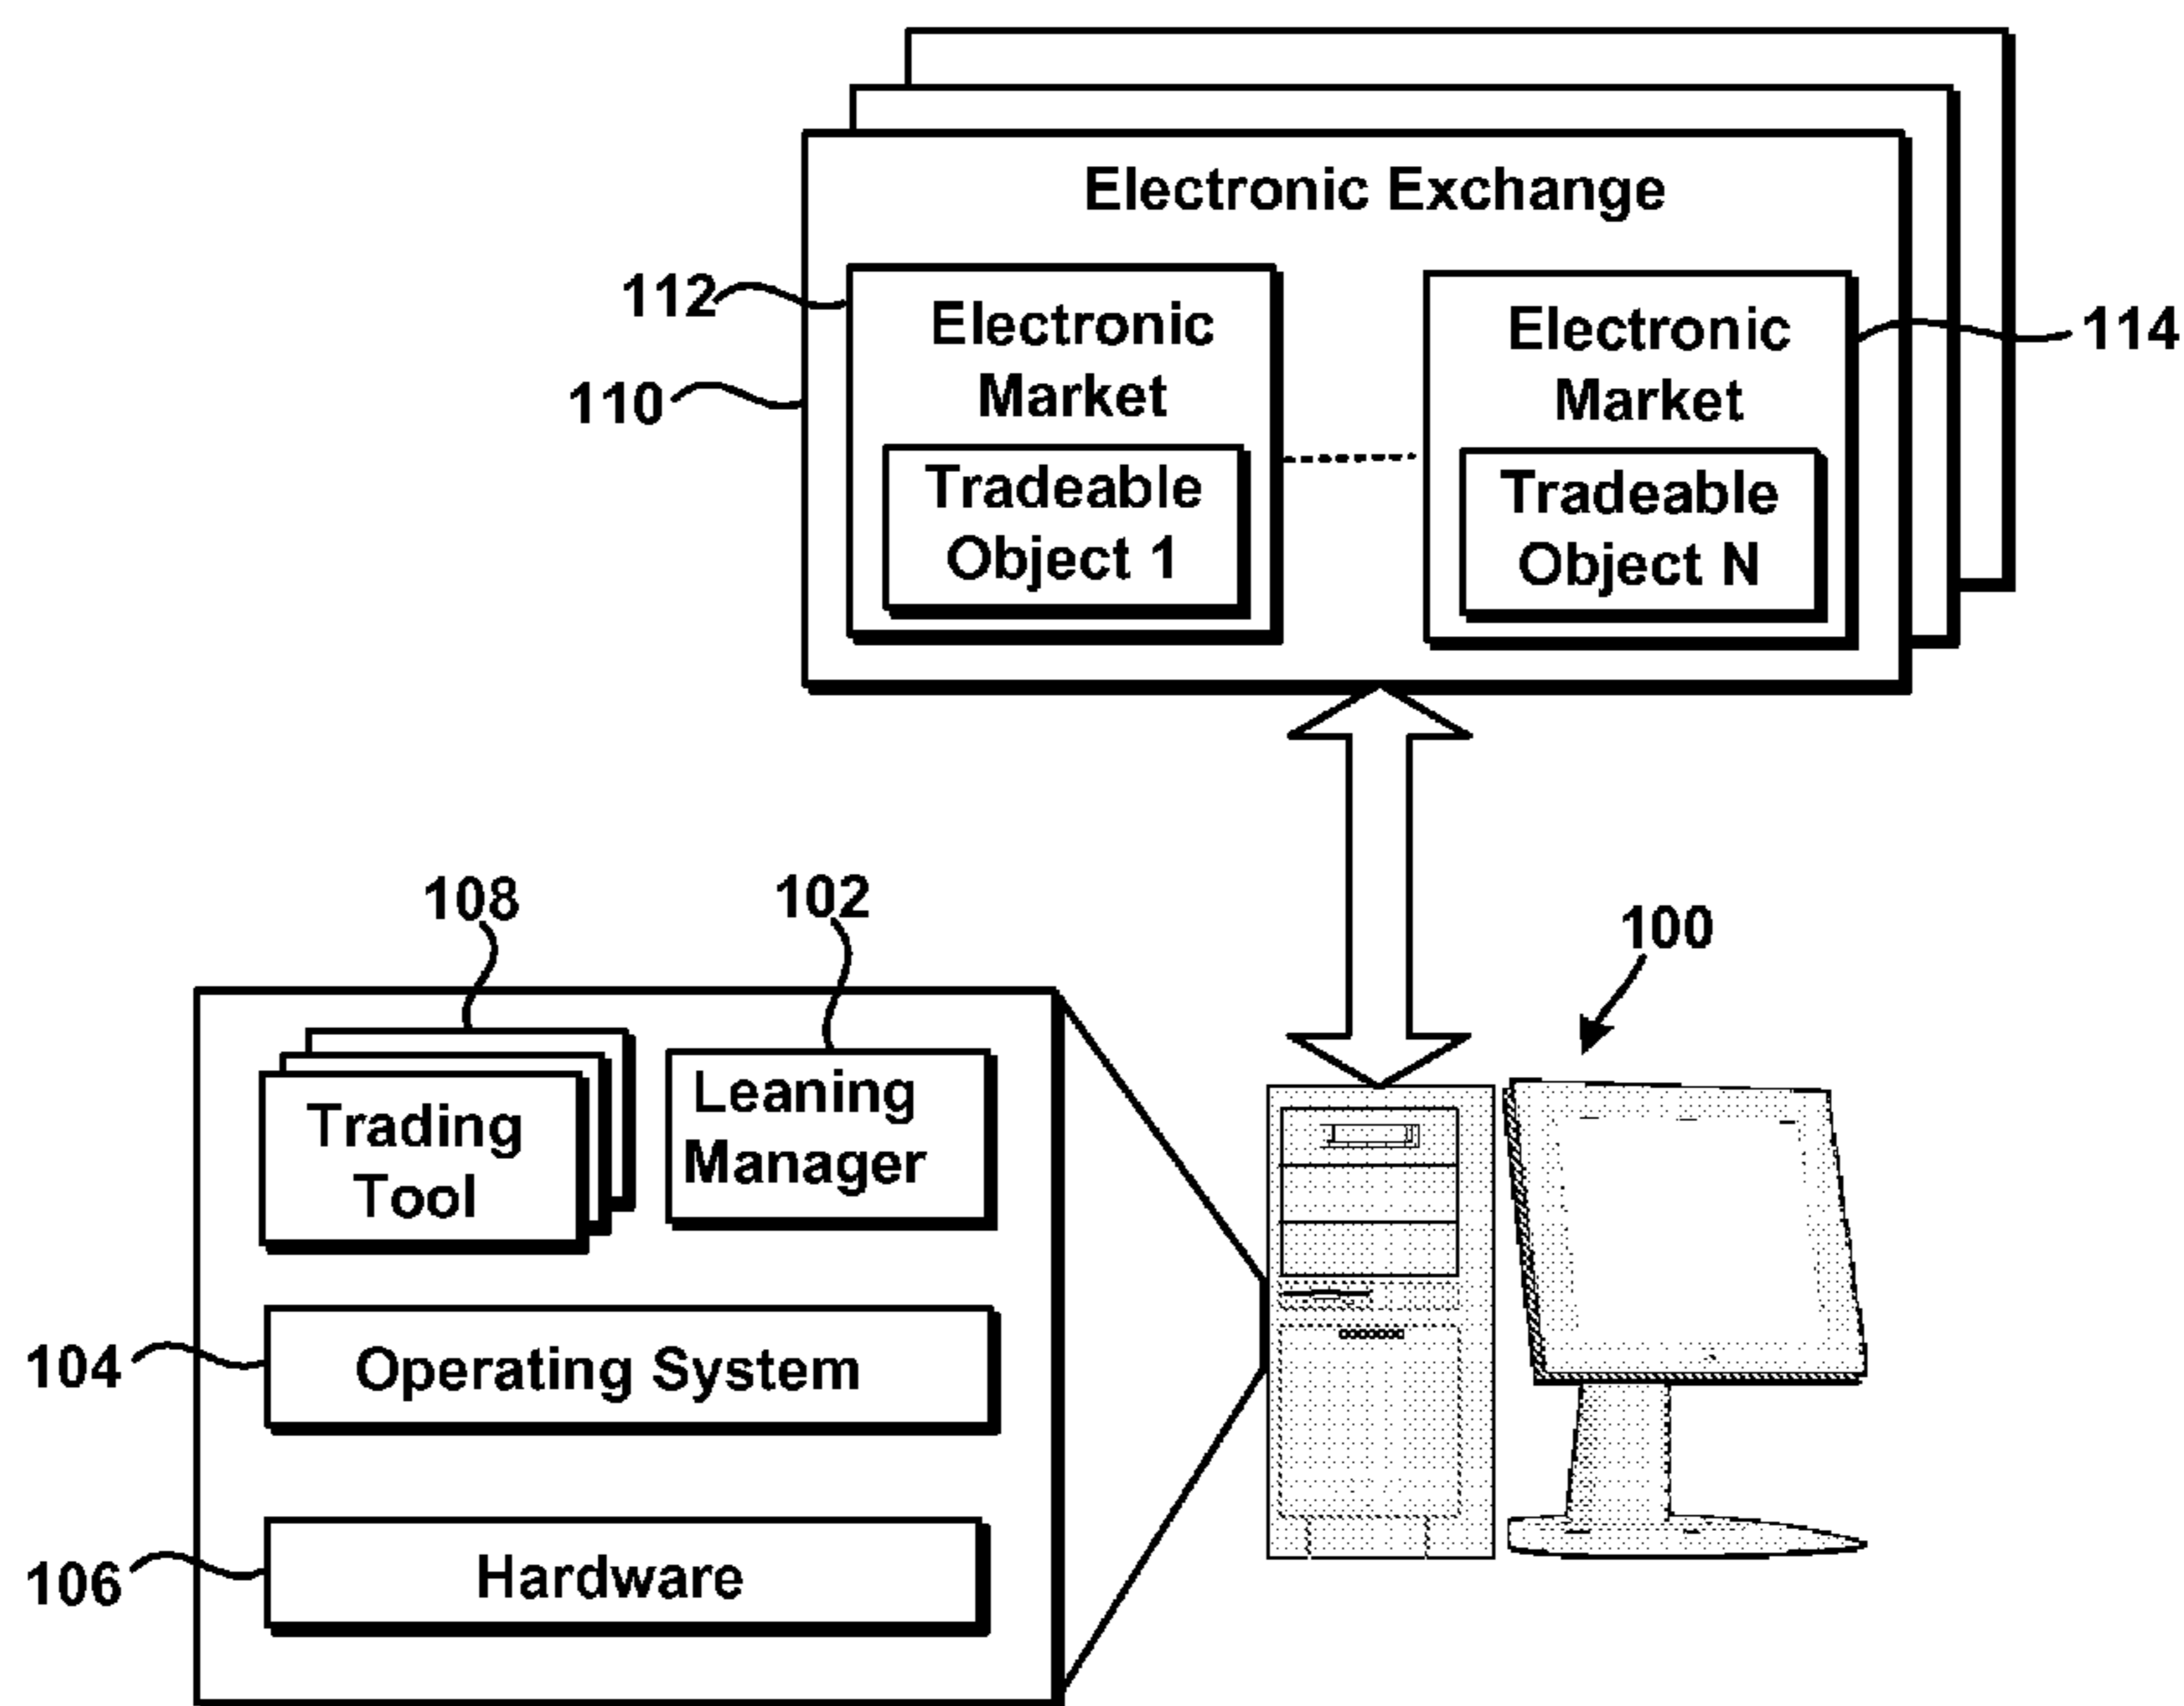 Electronic Exchange
112
Electronic
Market
Tradeable
Object 1
110
Electronic
Market
Tradeable
Object N
114
108
102
100
Trading
Tool
Leaning
Manager
104
Operating System
106
Hardware